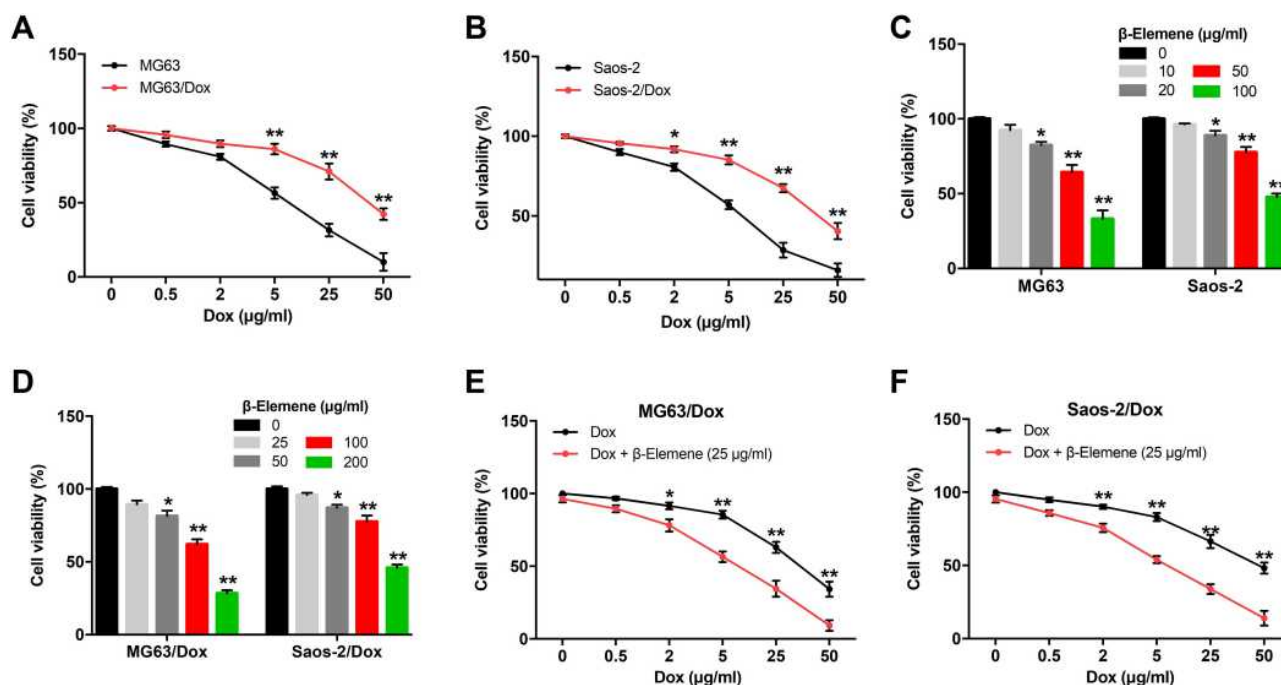 A
MG63
MG63/Dox
150
100
50
0
Cell viability (%)
**
**
**
0 0.5 2 5 25 50
Dox (μg/ml)
B
Saos-2
Saos-2/Dox
150
100
50
Cell viability (%)
*
**
**
**
0 0.5 2 5 25 50
Dox (μg/ml)
C
β-Elemene (μg/ml)
0
10 50
20 100
150
100
50
0
Cell viability (%)
*
**
**
*
**
**
MG63 Saos-2
D
β-Elemene (μg/ml)
0
25 100
50 200
150
100
50
0
Cell viability (%)
*
**
**
*
**
**
MG63/Dox Saos-2/Dox
E
MG63/Dox
Dox
Dox + β-Elemene (25 μg/ml)
150
100
50
0
Cell viability (%)
*
**
**
**
0 0.5 2 5 25 50
Dox (μg/ml)
F
Saos-2/Dox
Dox
Dox + β-Elemene (25 μg/ml)
150
100
50
0
Cell viability (%)
**
**
**
**
0 0.5 2 5 25 50
Dox (μg/ml)